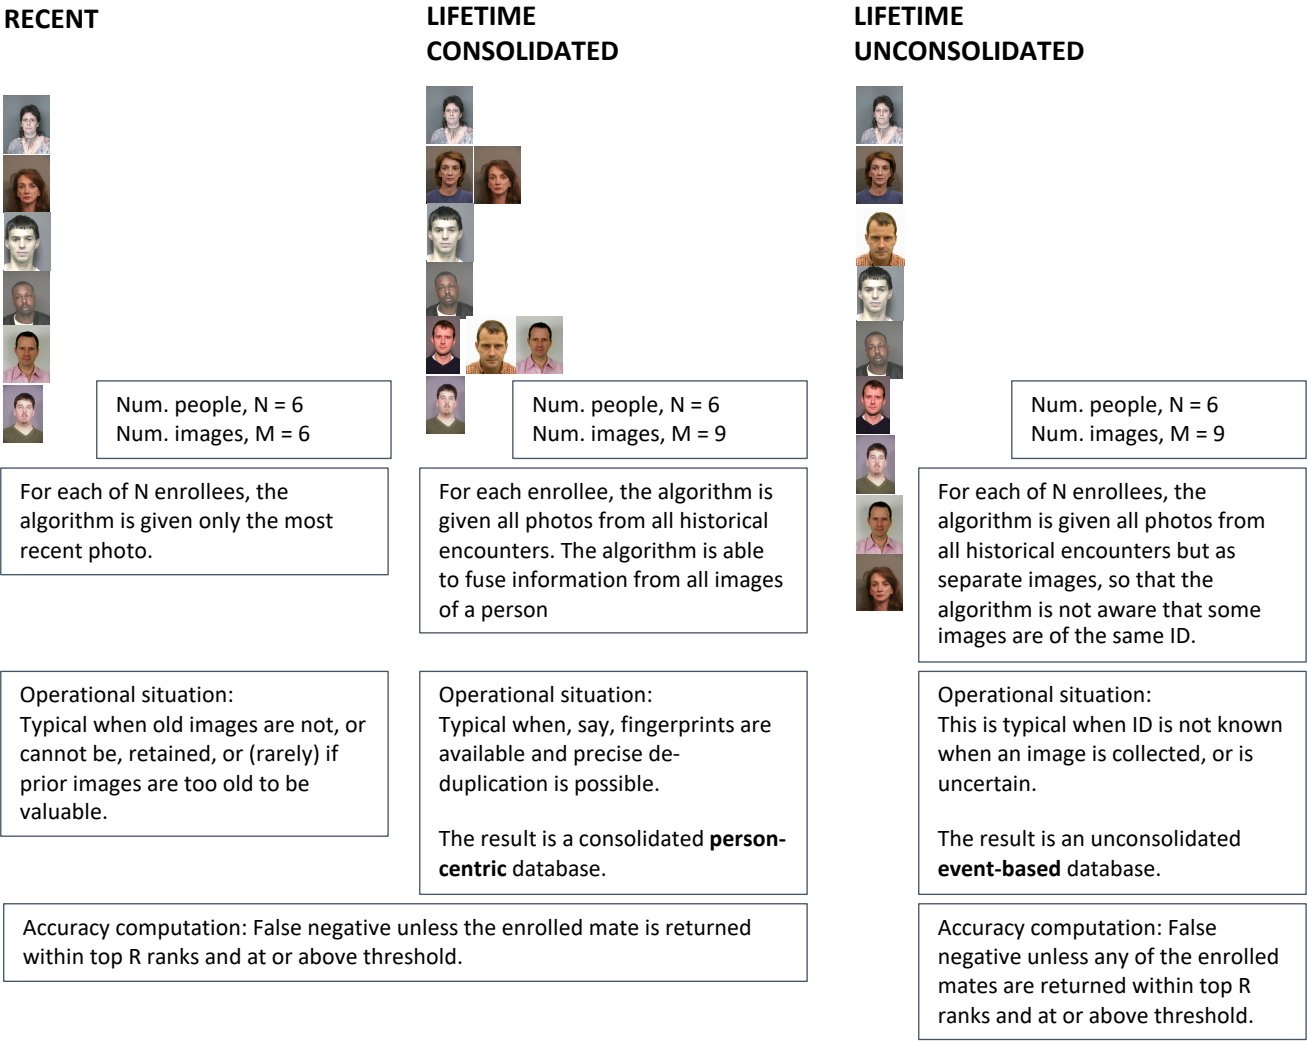 RECENT
LIFETIME
CONSOLIDATED
LIFETIME
UNCONSOLIDATED
Num. people, N = 6
Num. images, M = 6
Num. people, N = 6
Num. images, M = 9
Num. people, N = 6
Num. images, M = 9
For each of N enrollees, the
algorithm is given only the most
recent photo.
For each enrollee, the algorithm is
given all photos from all historical
encounters. The algorithm is able
to fuse information from all images
of a person
For each of N enrollees, the
algorithm is given all photos from
all historical encounters but as
separate images, so that the
algorithm is not aware that some
images are of the same ID.
Operational situation:
Typical when old images are not, or
cannot be, retained, or (rarely) if
prior images are too old to be
valuable.
Operational situation:
Typical when, say, fingerprints are
available and precise de-
duplication is possible.
The result is a consolidated person-
centric database.
Operational situation:
This is typical when ID is not known
when an image is collected, or is
uncertain.
The result is an unconsolidated
event-based database.
Accuracy computation: False negative unless the enrolled mate is returned
within top R ranks and at or above threshold.
Accuracy computation: False
negative unless any of the enrolled
mates are returned within top R
ranks and at or above threshold.